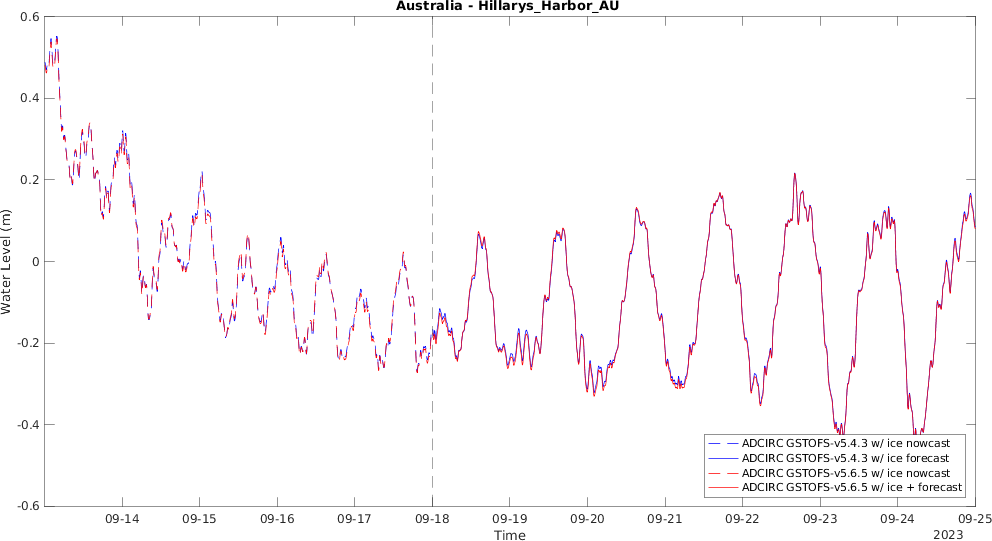 Australia - Hillarys_Harbor_AU
0.6
0.4
0.2
0
-0.2
-0.4
-0.6
Water Level (m)
09-14 09-15 09-16 09-17 09-18 09-19 09-20 09-21 09-22 09-23 09-24 09-25
Time
2023
ADCIRC GSTOFS-v5.4.3 w/ ice nowcast
ADCIRC GSTOFS-v5.4.3 w/ ice forecast
ADCIRC GSTOFS-v5.6.5 w/ ice nowcast
ADCIRC GSTOFS-v5.6.5 w/ ice + forecast